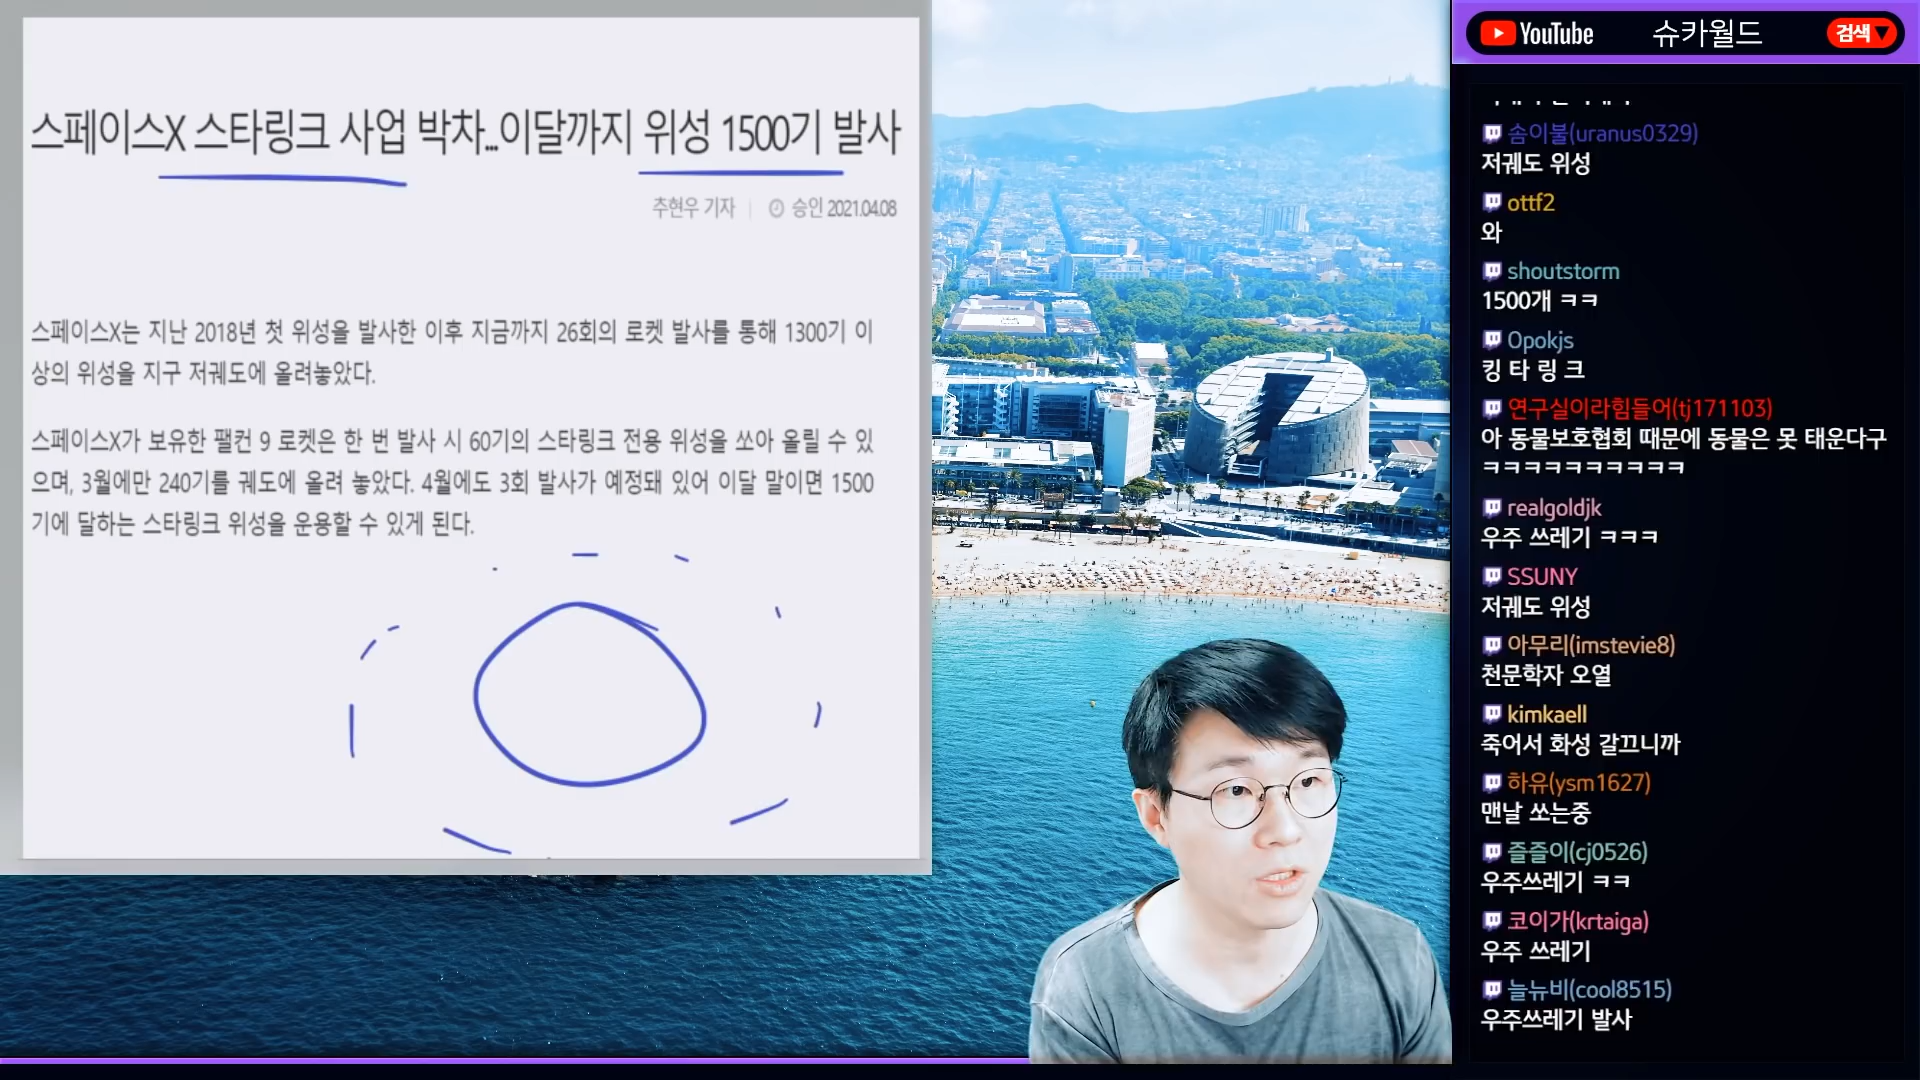 스페이스X 스타링크 사업 박차...이달까지 위성 1500기 발사
추현우 기자 | 승인 2021.04.08
스페이스X는 지난 2018년 첫 위성을 발사한 이후 지금까지 26회의 로켓 발사를 통해 1300기 이
상의 위성을 지구 저궤도에 올려놓았다.
스페이스X가 보유한 팰컨 9 로켓은 한 번 발사 시 60기의 스타링크 전용 위성을 쏘아 올릴 수 있
으며, 3월에만 240기를 궤도에 올려 놓았다. 4월에도 3회 발사가 예정돼 있어 이달 말이면 1500
기에 달하는 스타링크 위성을 운용할 수 있게 된다.
YouTube 슈카월드 검색▼
솜이불(uranus0329)
저궤도 위성
ottf2
와
shoutstorm
1500개 ㅋㅋ
Opokjs
킹 타 링 크
연구실이라힘들어(tj171103)
아 동물보호협회 때문에 동물은 못 태운다구
ㅋㅋㅋㅋㅋㅋㅋㅋㅋㅋ
realgoldjk
우주 쓰레기 ㅋㅋㅋ
SSUNY
저궤도 위성
아무리(imstevie8)
천문학자 오열
kimkaell
죽어서 화성 갈끄니까
하유(ysm1627)
맨날 쏘는중
즐즐이(cj0526)
우주쓰레기 ㅋㅋ
코이가(krtaiga)
우주 쓰레기
늘뉴비(cool8515)
우주쓰레기 발사